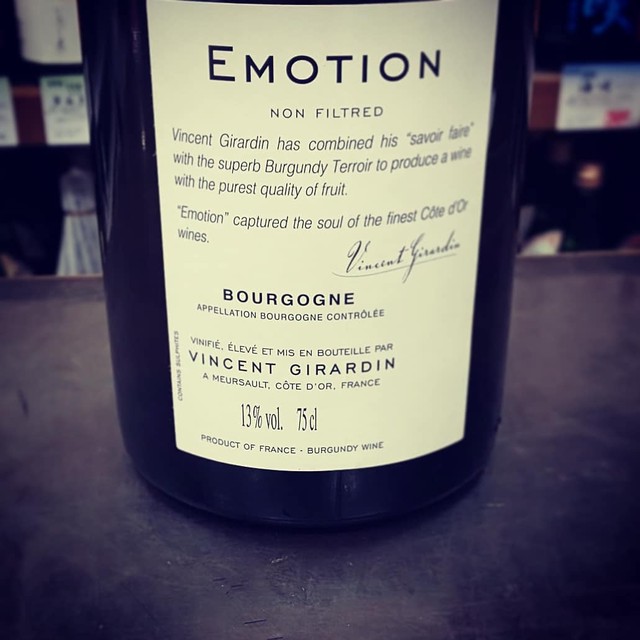 EMOTION
NON FILTRED
Vincent Girardin has combined his "savoir faire"
with the superb Burgundy Terroir to produce a wine
with the purest quality of fruit.
"Emotion" captured the soul of the finest Côte d'Or
wines.
Vincent Girardin
BOURGOGNE
APPELLATION BOURGOGNE CONTRÔLÉE
VINIFIÉ, ÉLEVÉ ET MIS EN BOUTEILLE PAR
VINCENT GIRARDIN
A MEURSAULT, CÔTE D'OR, FRANCE
13% vol. 75 cl
PRODUCT OF FRANCE - BURGUNDY WINE
CONTAINS SULPHITES